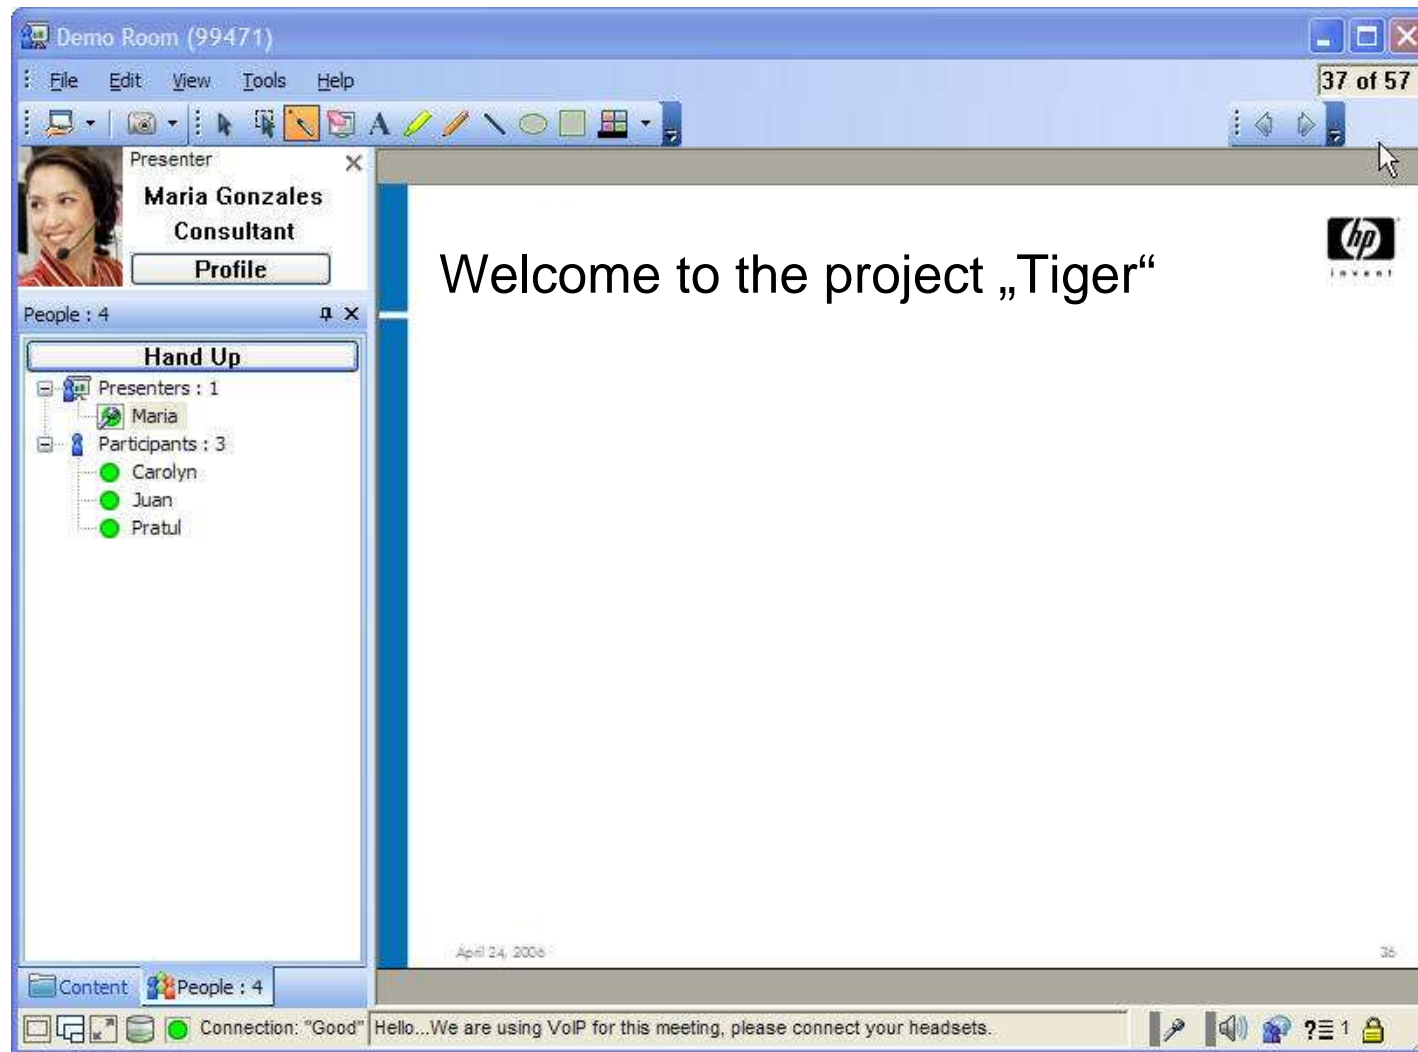 Demo Room (99471)
File Edit View Tools Help
37 of 57
A
Presenter
Maria Gonzales
Consultant
Profile
People : 4
Hand Up
Presenters : 1
Maria
Participants : 3
Carolyn
Juan
Pratul
Welcome to the project „Tiger“
hp
invent
April 24, 2006
36
Content People : 4
Connection: "Good" Hello...We are using VoIP for this meeting, please connect your headsets. ? 1